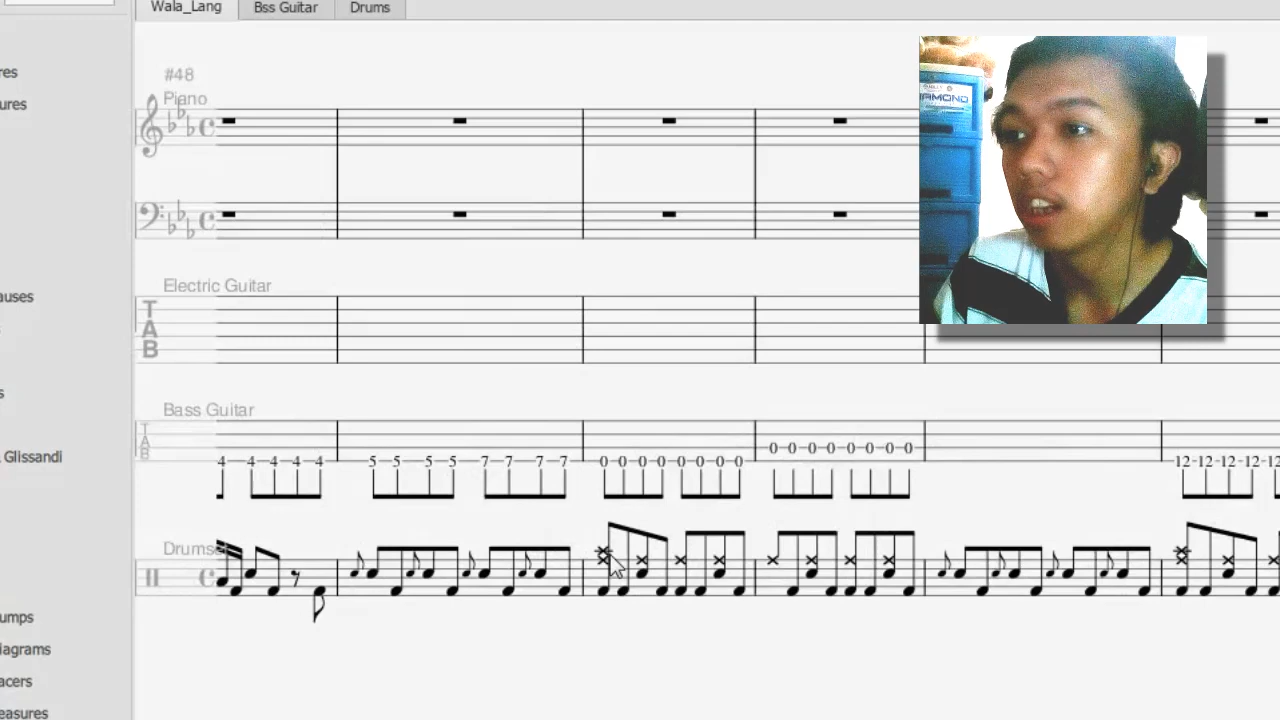 Wala_Lang Bss Guitar Drums
res
ures
auses
s
Glissandi
umps
iagrams
acers
easures
#48
Piano
Electric Guitar
T
A
B
Bass Guitar
T
A
B
4 4 4 4 4 5 5 5 5 7 7 7 7 0 0 0 0 0 0 0 0 0 0 0 0 0 0 0 12 12 12 12 12
AMOND